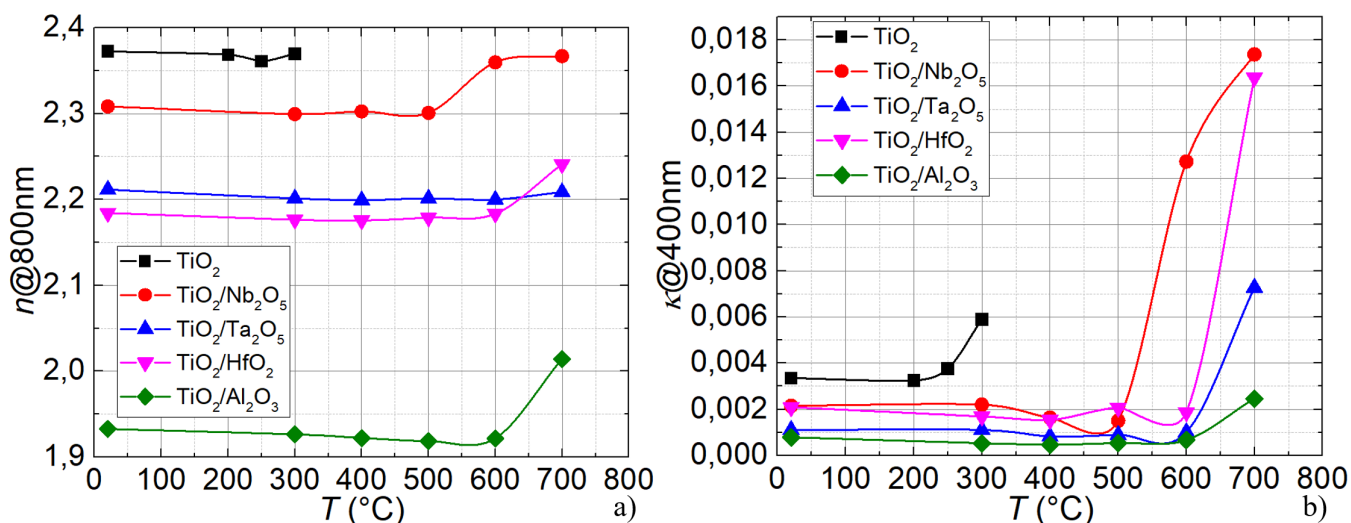 2,4
2,3
2,2
2,1
2,0
1,9
n@800nm
TiO2
TiO2/Nb2O5
TiO2/Ta2O5
TiO2/HfO2
TiO2/Al2O3
0 100 200 300 400 500 600 700 800
T (°C)
a)
0,018
0,016
0,014
0,012
0,010
0,008
0,006
0,004
0,002
0,000
κ@400nm
TiO2
TiO2/Nb2O5
TiO2/Ta2O5
TiO2/HfO2
TiO2/Al2O3
0 100 200 300 400 500 600 700 800
T (°C)
b)